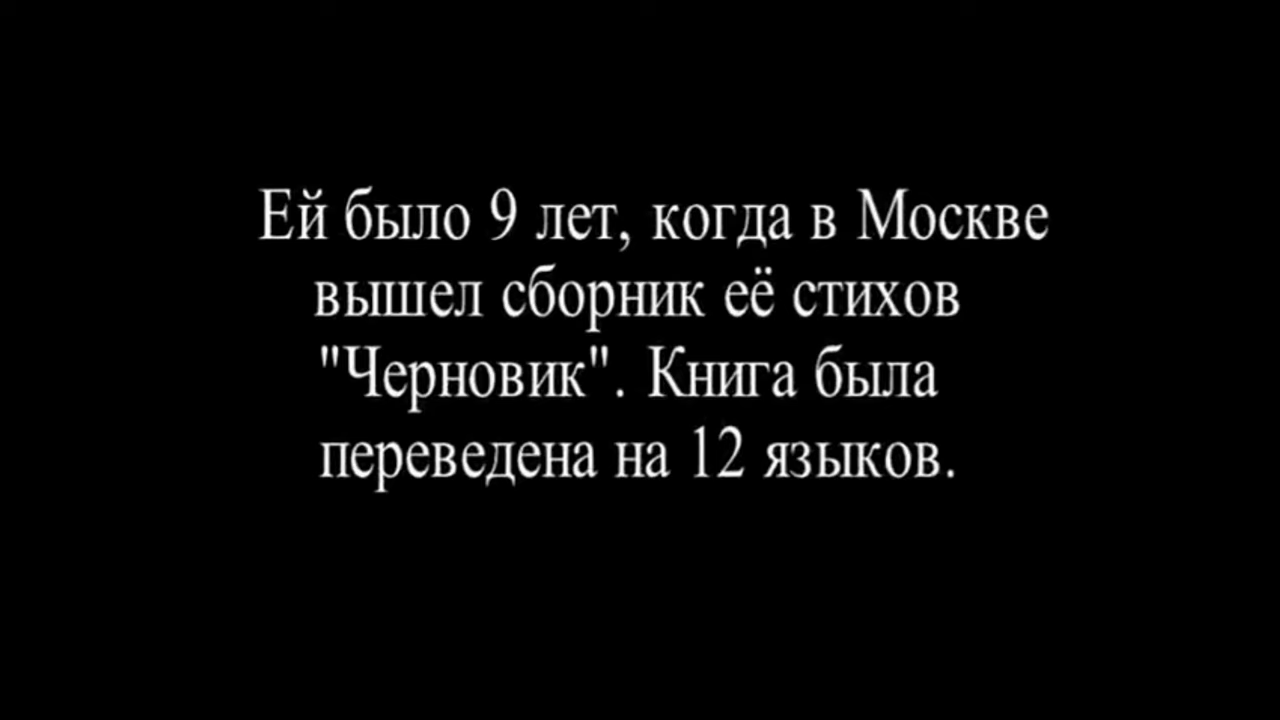 Ей было 9 лет, когда в Москве
вышел сборник её стихов
"Черновик". Книга была
переведена на 12 языков.